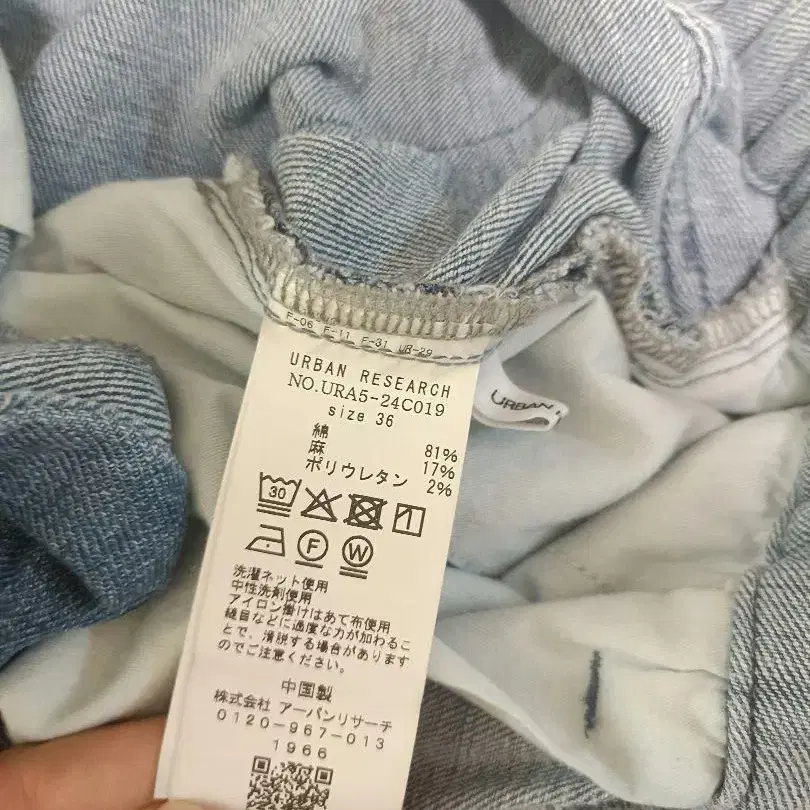 F-06 F-11 F-31 UR-29
URBAN RESEARCH
NO.URA5-24C019
size 36
綿 81%
麻 17%
ポリウレタン 2%
URBAN
30
F
W
洗濯ネット使用
中性洗剤使用
アイロン掛けはあて布使用
縫目などに過度な力が加わるこ
とで、滑脱する場合があります
のでご注意ください。
中国製
株式会社 アーバンリサーチ
0120-967-013
1966